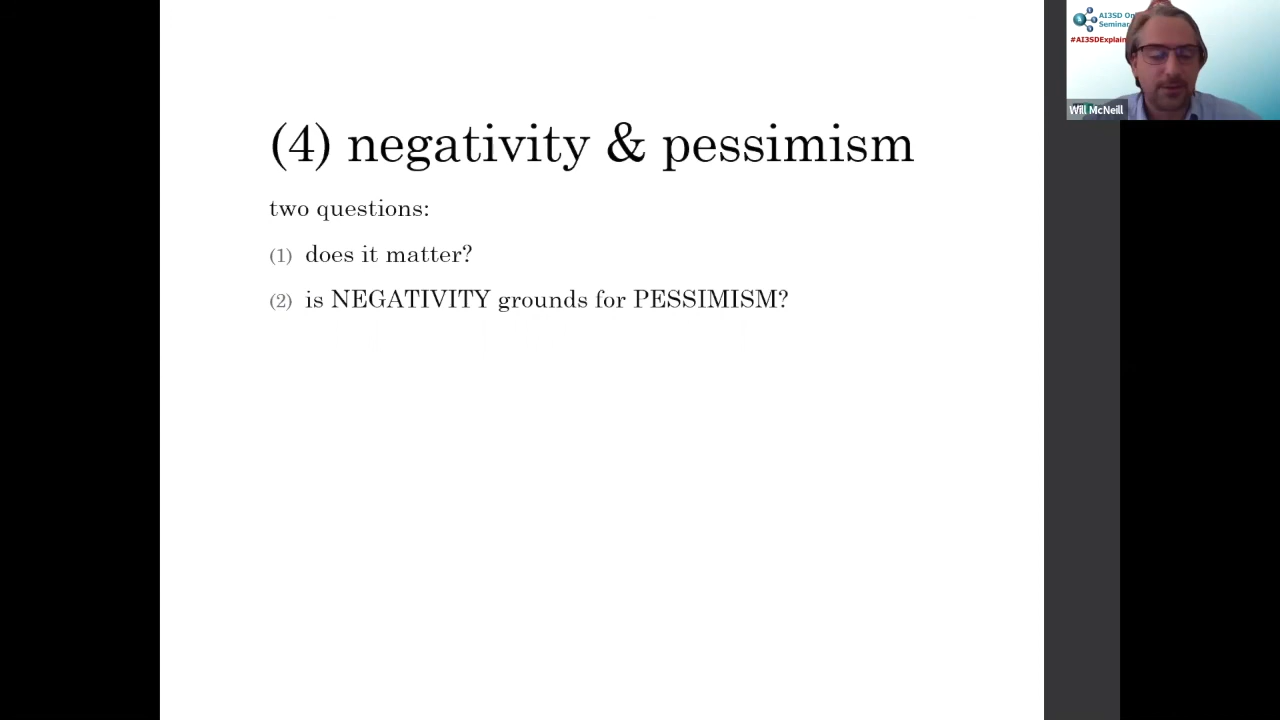 (4) negativity & pessimism
two questions:
(1) does it matter?
(2) is NEGATIVITY grounds for PESSIMISM?
AI3SD
Seminar
#AI3SDExplain
Will McNeill